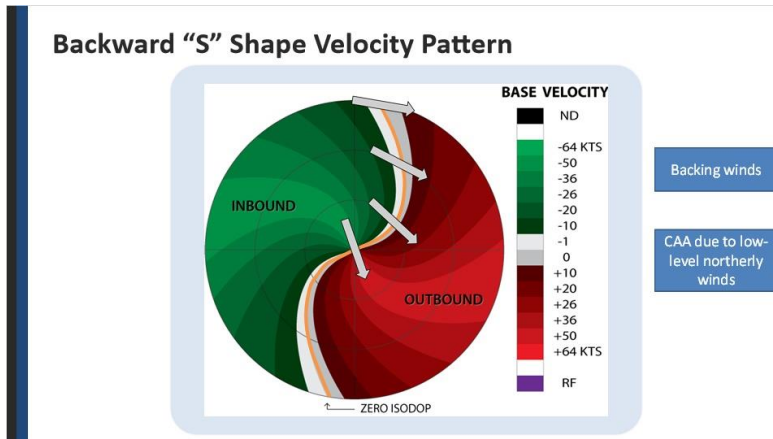 Backward “S” Shape Velocity Pattern
BASE VELOCITY
ND
-64 KTS
-50
-36
-26
-20
-10
-1
0
+10
+20
+26
+36
+50
+64 KTS
RF
INBOUND
OUTBOUND
ZERO ISODOP
Backing winds
CAA due to low-
level northerly
winds